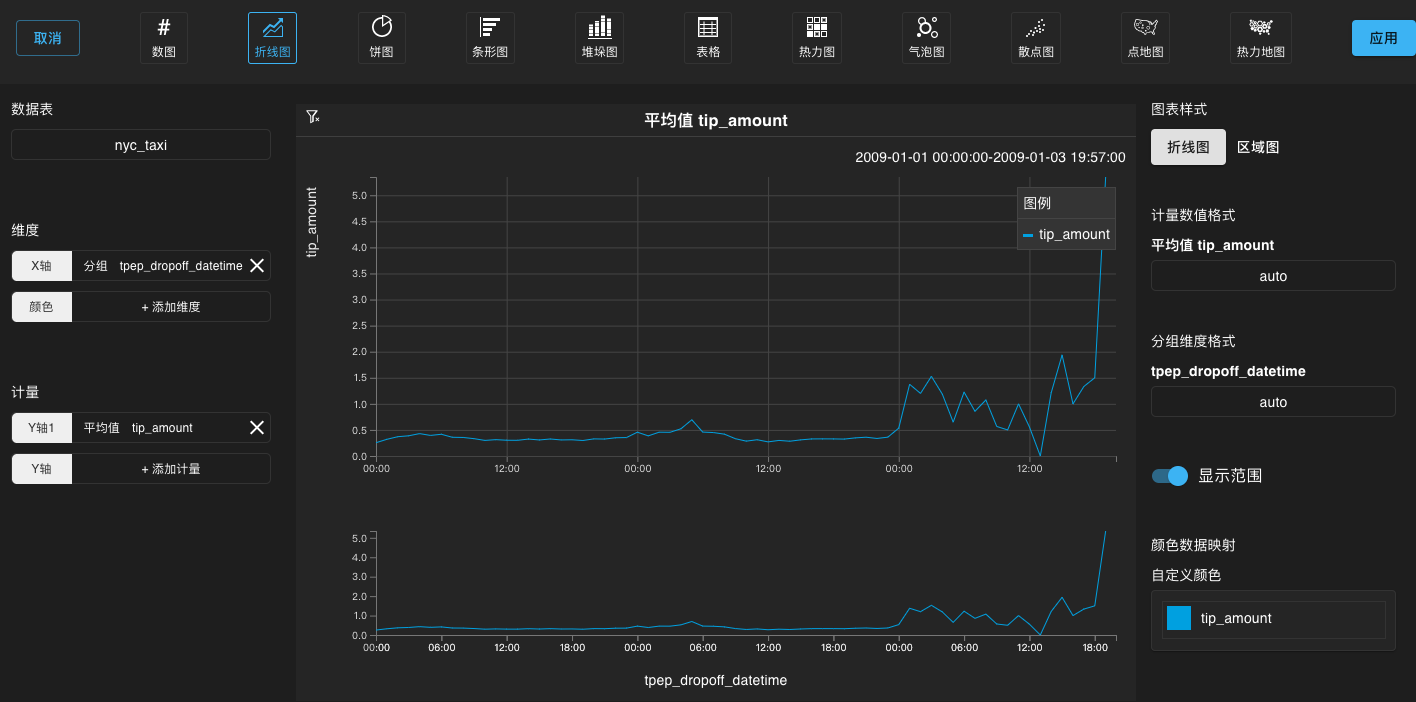 取消
#
数图
折线图
饼图
条形图
堆垛图
表格
热力图
气泡图
散点图
点地图
热力地图
应用
数据表
nyc_taxi
维度
X轴 分组 tpep_dropoff_datetime
颜色 + 添加维度
计量
Y轴1 平均值 tip_amount
Y轴 + 添加计量
平均值 tip_amount
2009-01-01 00:00:00-2009-01-03 19:57:00
tip_amount
图例
tip_amount
5.0
4.5
4.0
3.5
3.0
2.5
2.0
1.5
1.0
0.5
0.0
00:00 12:00 00:00 12:00 00:00 12:00
5.0
4.0
3.0
2.0
1.0
0.0
00:00 06:00 12:00 18:00 00:00 06:00 12:00 18:00 00:00 06:00 12:00 18:00
tpep_dropoff_datetime
图表样式
折线图 区域图
计量数值格式
平均值 tip_amount
auto
分组维度格式
tpep_dropoff_datetime
auto
显示范围
颜色数据映射
自定义颜色
tip_amount